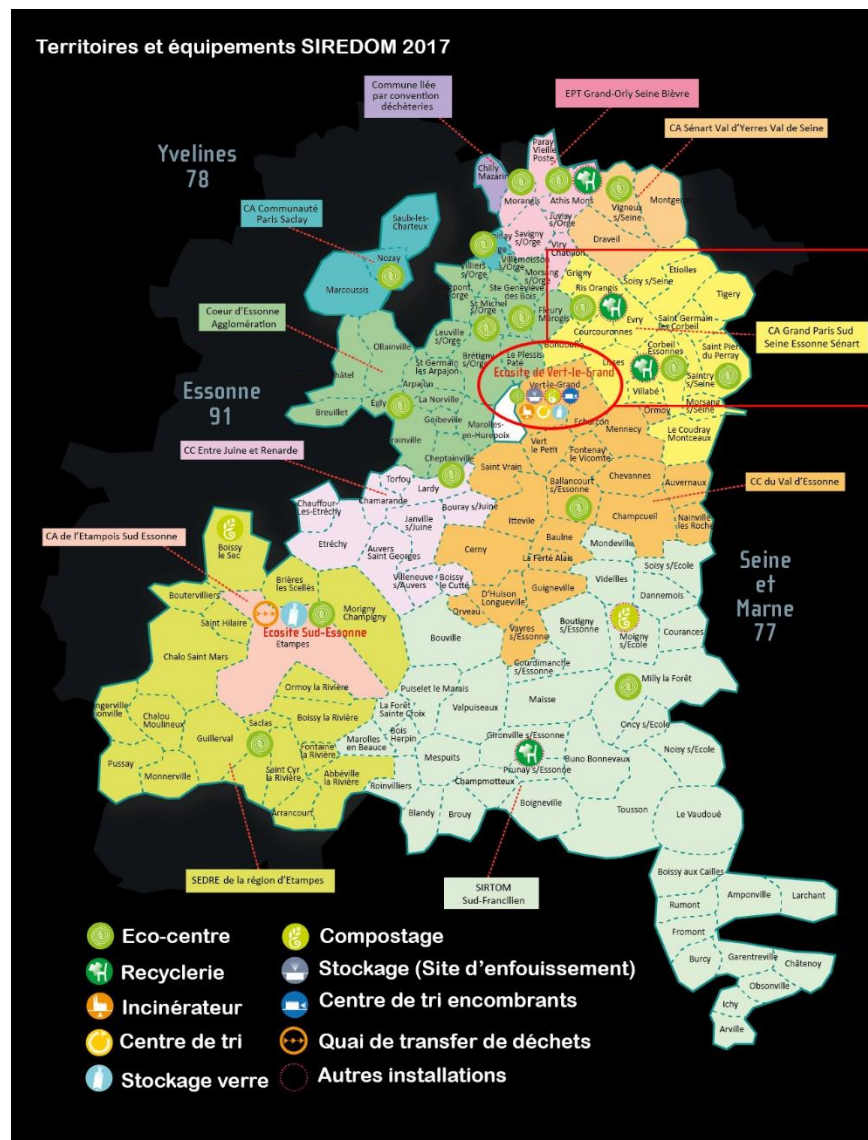 Territoires et équipements SIREDOM 2017
Commune liée
par convention
déchèteries
EPT Grand-Orly Seine Bièvre
CA Sénart Val d'Yerres Val de Seine
Yvelines
78
Paray
Vieille
Poste
Chilly
Mazarin
Morangis
Athis Mons
Vigneux
s/Seine
Montgeron
CA Communauté
Paris Saclay
Saulx-les-
Chartreux
Juvisy
s/Orge
Savigny
s/Orge
Draveil
Viry
Chatillon
Nozay
Marcoussis
Villemoisson
s/Orge
Villiers
s/Orge
Morsang
s/Orge
Grigny
Soisy s/Seine
Etiolles
Tigery
Ste Geneviève
des Bois
Ris Orangis
St Michel
s/Orge
Fleury
Mérogis
Evry
Saint Germain
les Corbeil
Coeur d'Essonne
Agglomération
Leuville
s/Orge
Courcouronnes
CA Grand Paris Sud
Seine Essonne Sénart
Ollainville
Brétigny
s/Orge
Le Plessis
Paté
Lisses
Corbeil
Essonnes
Saint Pier
du Perray
St Germain
les Arpajon
Ecosite de Vert-le-Grand
Vert-le-Grand
Saintry
s/Seine
Essonne
91
Arpajon
La Norville
Villabé
Morsang
s/Seine
Breuillet
Egly
Guibeville
Marolles-
en-Hurepoix
Ormoy
Echarcon
Mennecy
Le Coudray
Montceaux
Vert
le Petit
Fontenay
le Vicomte
CC Entre Juine et Renarde
Cheptainville
Saint Vrain
Chevannes
Auvernaux
CC du Val d'Essonne
Torfou
Lardy
Ballancourt
s/Essonne
Chauffour-
Les-Etréchy
Chamarande
Bouray s/Juine
Champcueil
Nainville
les Roche
Janville
s/Juine
Itteville
Baulne
Mondeville
CA de l'Etampois Sud Essonne
Boissy
le Sec
Etréchy
Auvers
Saint Georges
Cerny
La Ferté Alais
Soisy s/Ecole
Seine
et
Marne
77
Brières
les Scellés
Villeneuve
s/Auvers
Boissy
le Cutté
Guigneville
Videlles
Dannemois
Boutervilliers
Morigny
Champigny
D'Huison
Longueville
Saint Hilaire
Orveau
Vayres
s/Essonne
Boutigny
s/Essonne
Moigny
s/Ecole
Courances
Ecosite Sud-Essonne
Etampes
Bouville
Chalo Saint Mars
Courdimanche
s/Essonne
Milly la Forêt
Ormoy la Rivière
Puiselet le Marais
Maisse
La Forêt
Sainte Croix
Valpuiseaux
Oncy s/Ecole
Chalou
Moulineux
Guillerval
Saclas
Boissy la Rivière
Bois
Herpin
Gironville s/Essonne
Marolles
en Beauce
Noisy s/Ecole
Fontaine
la Rivière
Mespuits
Buno Bonnevaux
Pussay
Monnerville
Saint Cyr
la Rivière
Abbéville
la Rivière
Roinvilliers
Champmotteux
Prunay s/Essonne
Boigneville
Tousson
Le Vaudoué
Arrancourt
Blandy
Brouy
Boissy aux Cailles
SEDRE de la région d'Etampes
SIRTOM
Sud-Francilien
Rumont
Amponville
Larchant
Fromont
Burcy
Garentreville
Châtenoy
Obsonville
Ichy
Arville
Eco-centre
Compostage
Recyclerie
Stockage (Site d'enfouissement)
Incinérateur
Centre de tri encombrants
Centre de tri
Quai de transfer de déchets
Stockage verre
Autres installations